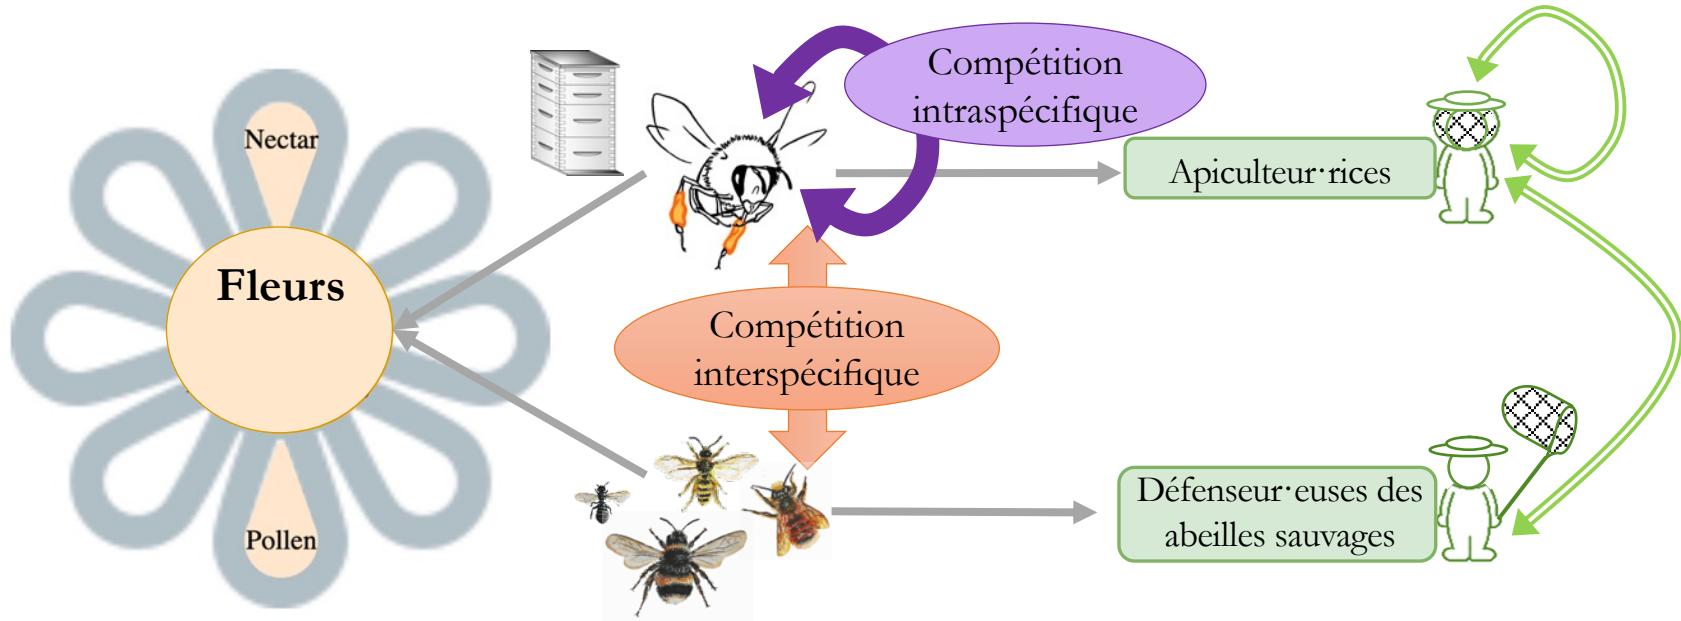 Nectar
Fleurs
Pollen
Compétition
intraspécifique
Compétition
interspécifique
Apiculteur·rices
Défenseur·euses des
abeilles sauvages